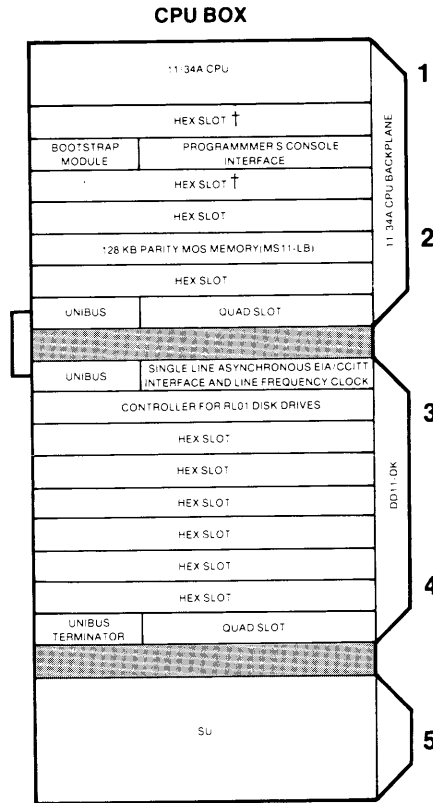 CPU BOX
11·34A CPU
1
HEX SLOT †
BOOTSTRAP
MODULE
PROGRAMMMER S CONSOLE
INTERFACE
HEX SLOT †
HEX SLOT
11 34A CPU BACKPLANE
2
128 KB PARITY MOS MEMORY(MS11-LB)
HEX SLOT
UNIBUS
QUAD SLOT
UNIBUS
SINGLE LINE ASYNCHRONOUS EIA/CCITT
INTERFACE AND LINE FREQUENCY CLOCK
CONTROLLER FOR RL01 DISK DRIVES
3
HEX SLOT
HEX SLOT
HEX SLOT
DD11-DK
HEX SLOT
HEX SLOT
HEX SLOT
4
UNIBUS
TERMINATOR
QUAD SLOT
SU
5